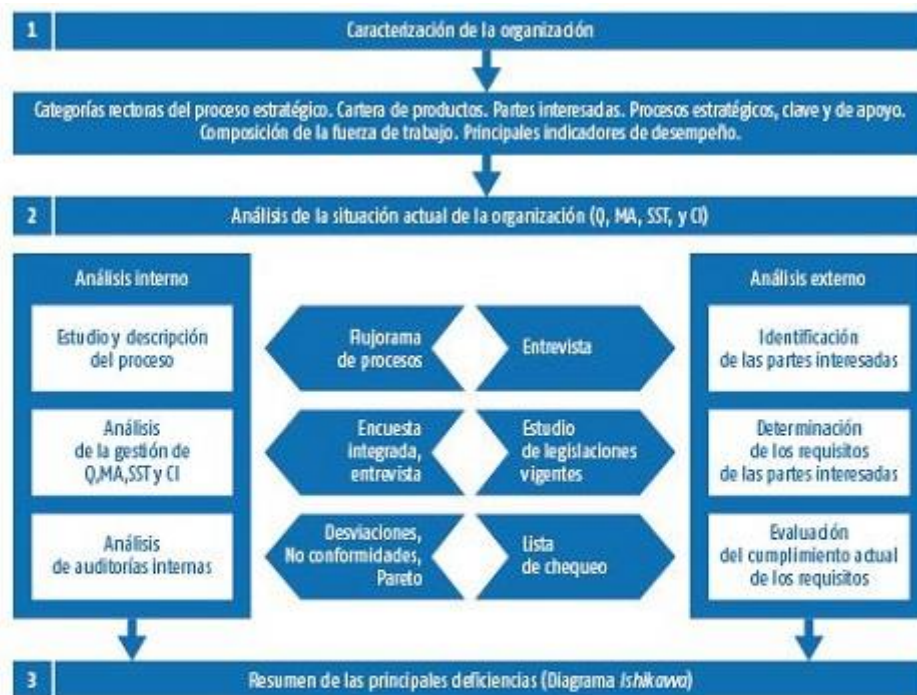 1 Caracterización de la organización
Categorías rectoras del proceso estratégico. Cartera de productos. Partes interesadas. Procesos estratégicos, clave y de apoyo.
Composición de la fuerza de trabajo. Principales indicadores de desempeño.
2 Análisis de la situación actual de la organización (Q, MA, SST, y CI)
Análisis interno
Estudio y descripción
del proceso
Análisis
de la gestión de
Q,MA,SST y CI
Análisis
de auditorías internas
Flujorama
de procesos
Entrevista
Encuesta
integrada,
entrevista
Estudio
de legislaciones
vigentes
Desviaciones,
No conformidades,
Pareto
Lista
de chequeo
Análisis externo
Identificación
de las partes interesadas
Determinación
de los requisitos
de las partes interesadas
Evaluación
del cumplimiento actual
de los requisitos
3 Resumen de las principales deficiencias (Diagrama Ishikawa)